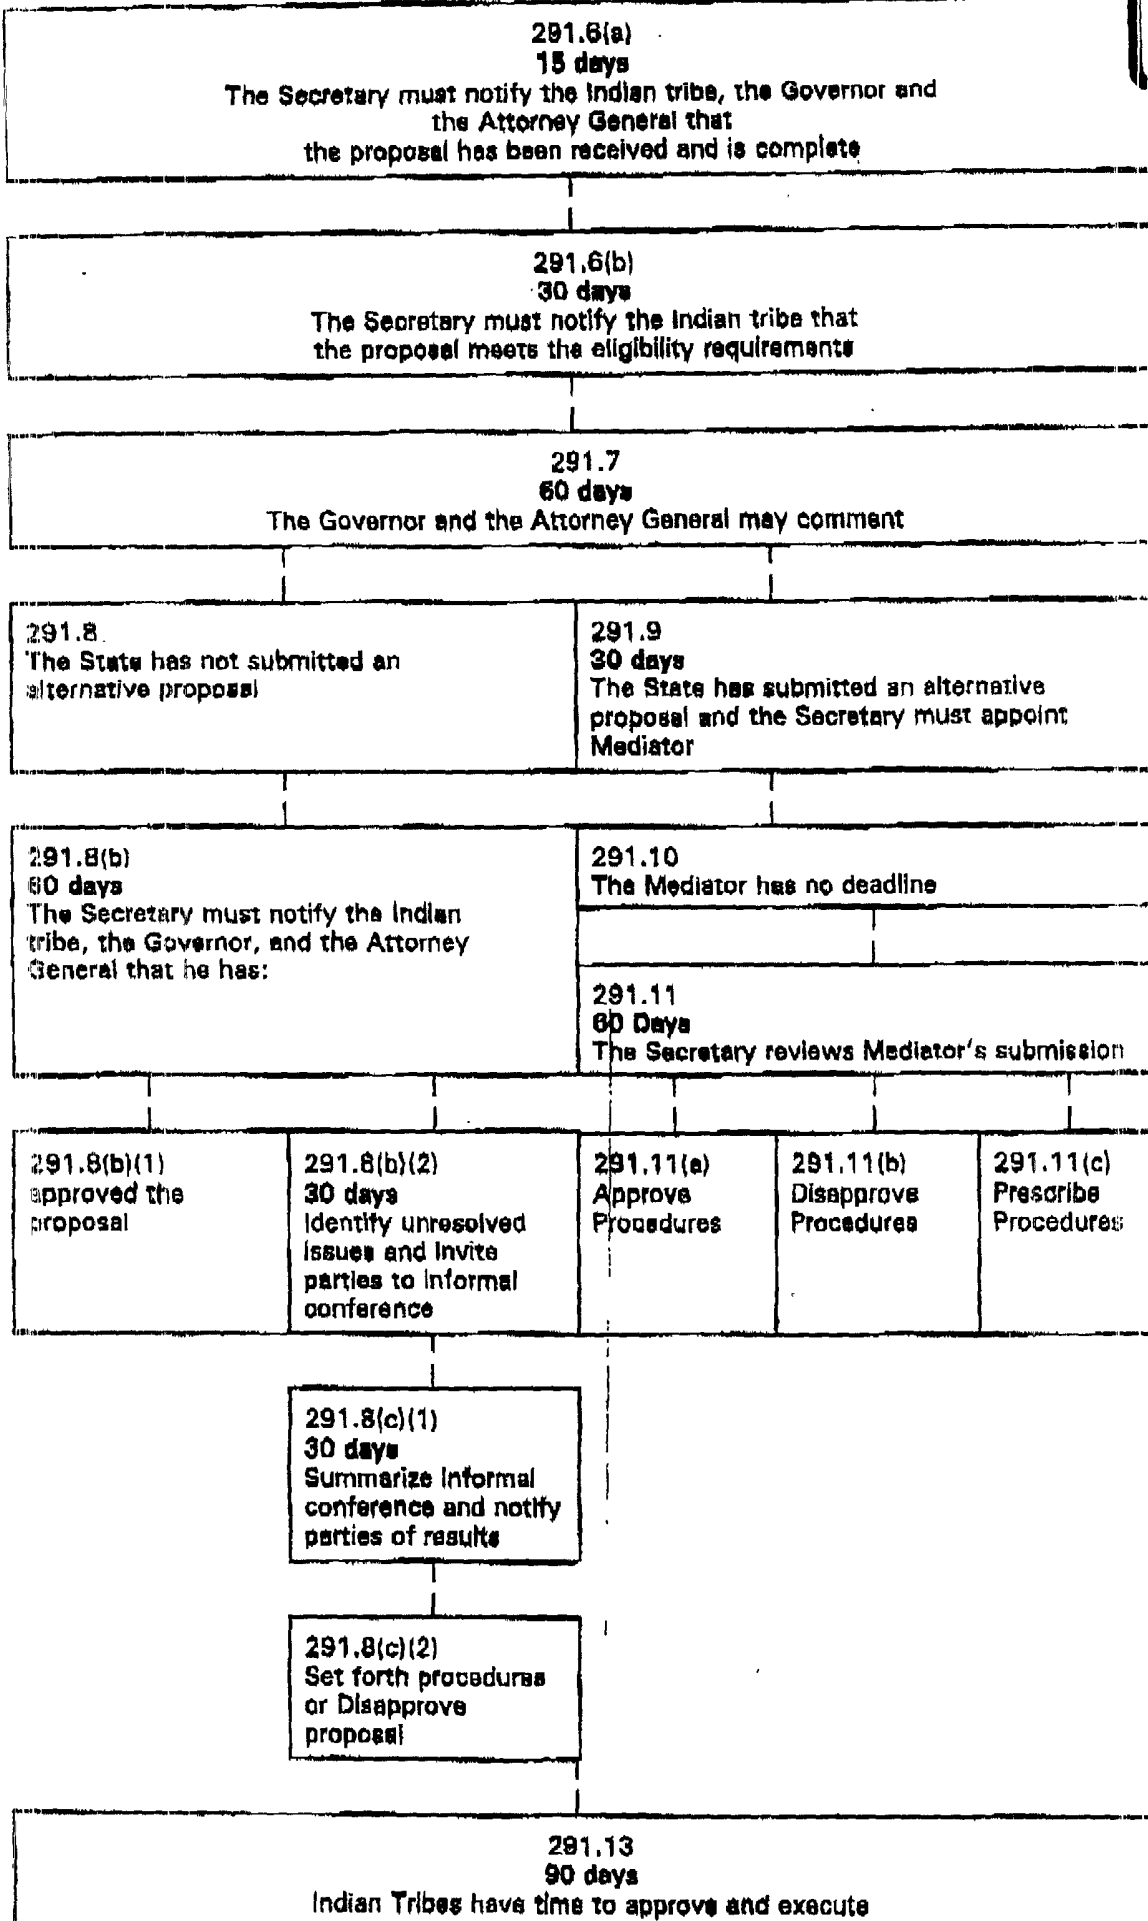 291.6(a)
15 days
The Secretary must notify the Indian tribe, the Governor and
the Attorney General that
the proposal has been received and is complete
291.6(b)
30 days
The Secretary must notify the Indian tribe that
the proposal meets the eligibility requirements
291.7
60 days
The Governor and the Attorney General may comment
291.8
The State has not submitted an
alternative proposal
291.9
30 days
The State has submitted an alternative
proposal and the Secretary must appoint
Mediator
291.8(b)
60 days
The Secretary must notify the Indian
tribe, the Governor, and the Attorney
General that he has:
291.10
The Mediator has no deadline
291.11
60 Days
The Secretary reviews Mediator's submission
291.8(b)(1)
approved the
proposal
291.8(b)(2)
30 days
Identify unresolved
issues and invite
parties to informal
conference
291.11(a)
Approve
Procedures
291.11(b)
Disapprove
Procedures
291.11(c)
Prescribe
Procedures
291.8(c)(1)
30 days
Summarize informal
conference and notify
parties of results
291.8(c)(2)
Set forth procedures
or Disapprove
proposal
291.13
90 days
Indian Tribes have time to approve and execute